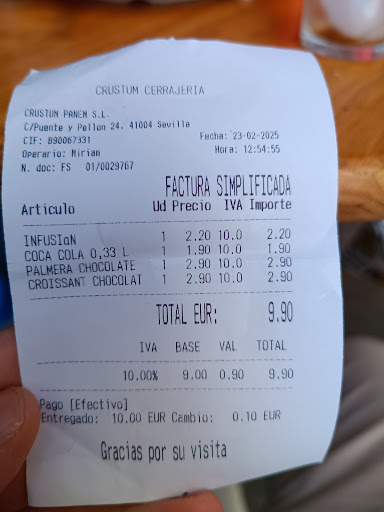 CRUSTUM CERRAJERIA
CRUSTUM PANEM S.L.
C/Puente y Pellon 24. 41004 Sevilla
CIF: B90067331 Fecha: 23-02-2025
Operario: Miriam Hora: 12:54:55
N. doc: FS 01/0029767
FACTURA SIMPLIFICADA
Articulo Ud Precio IVA Importe
INFUSIaN 1 2.20 10.0 2.20
COCA COLA 0,33 L 1 1.90 10.0 1.90
PALMERA CHOCOLATE 1 2.90 10.0 2.90
CROISSANT CHOCOLAT 1 2.90 10.0 2.90
TOTAL EUR: 9.90
IVA BASE VAL TOTAL
10.00% 9.00 0.90 9.90
Pago [Efectivo]
Entregado: 10.00 EUR Cambio: 0.10 EUR
Gracias por su visita